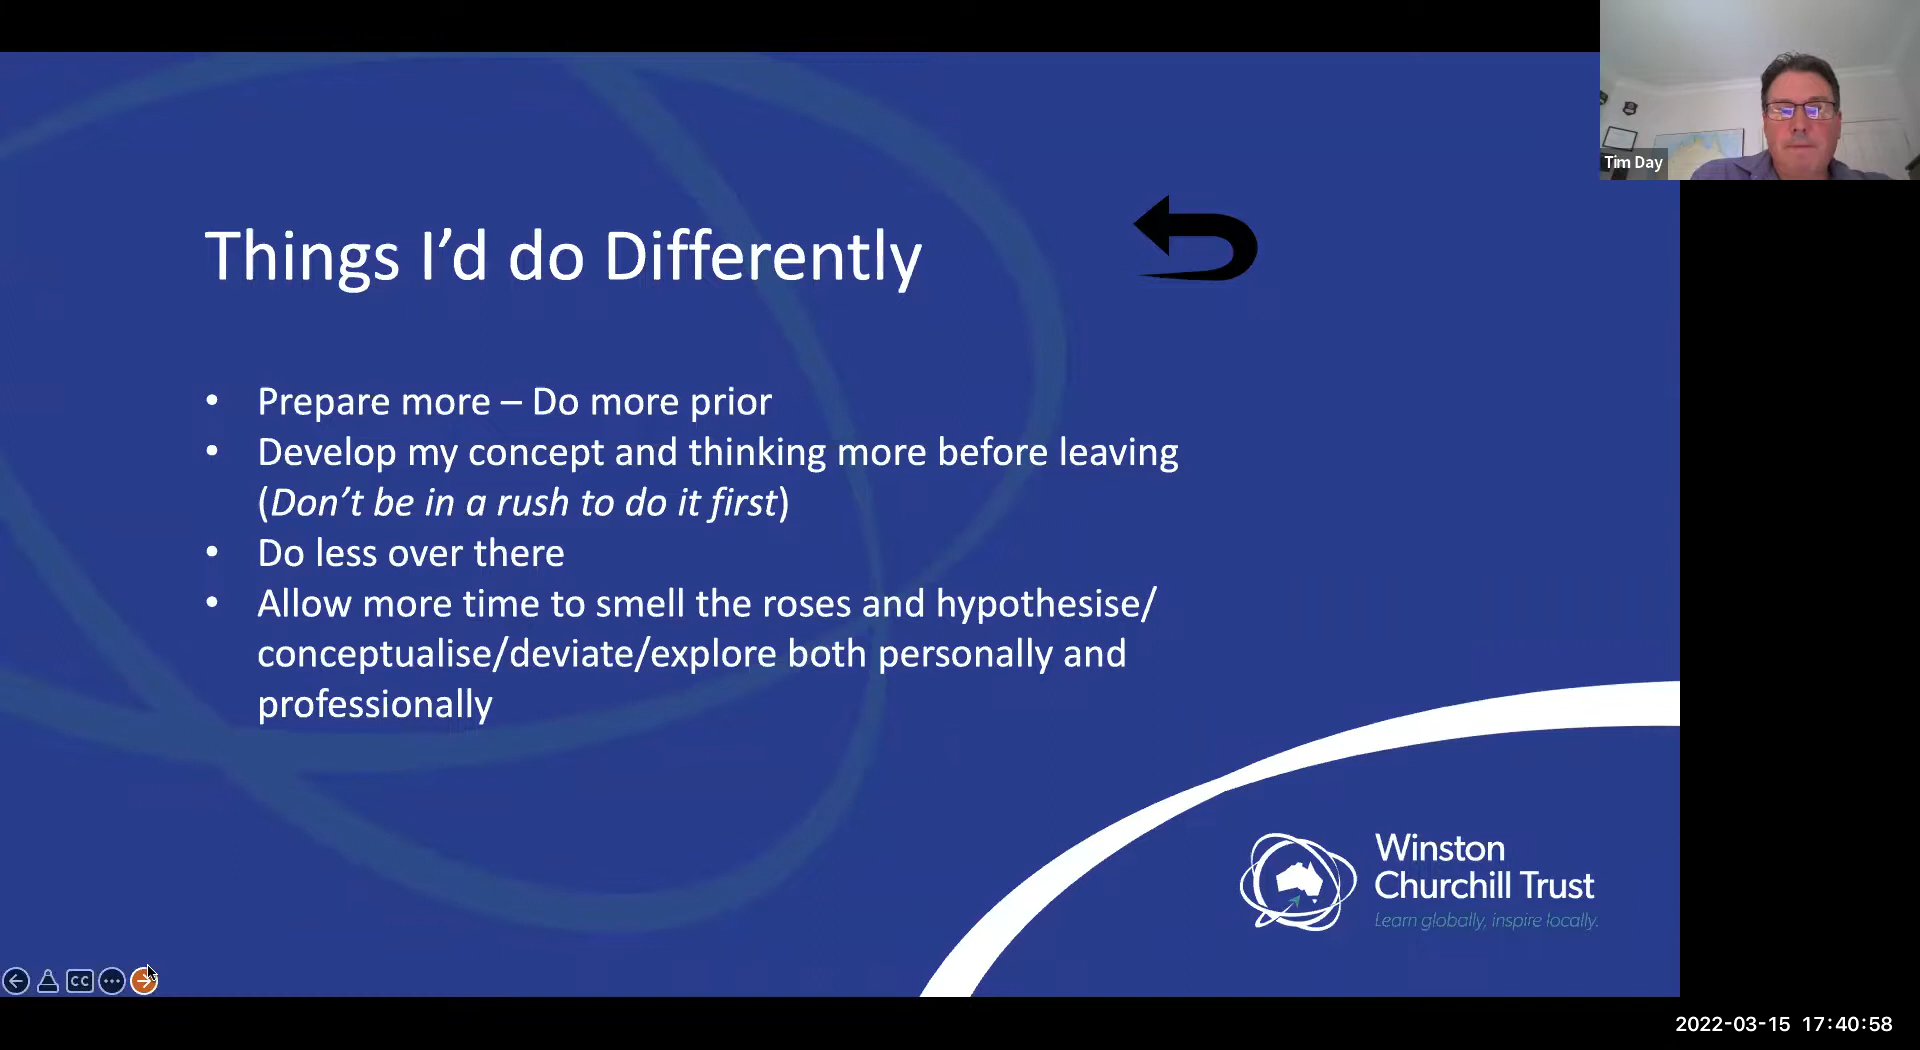 Tim Day
Things I’d do Differently
• Prepare more – Do more prior
• Develop my concept and thinking more before leaving
(Don’t be in a rush to do it first)
• Do less over there
• Allow more time to smell the roses and hypothesise/
conceptualise/deviate/explore both personally and
professionally
Winston
Churchill Trust
Learn globally, inspire locally.
CC
2022-03-15 17:40:58